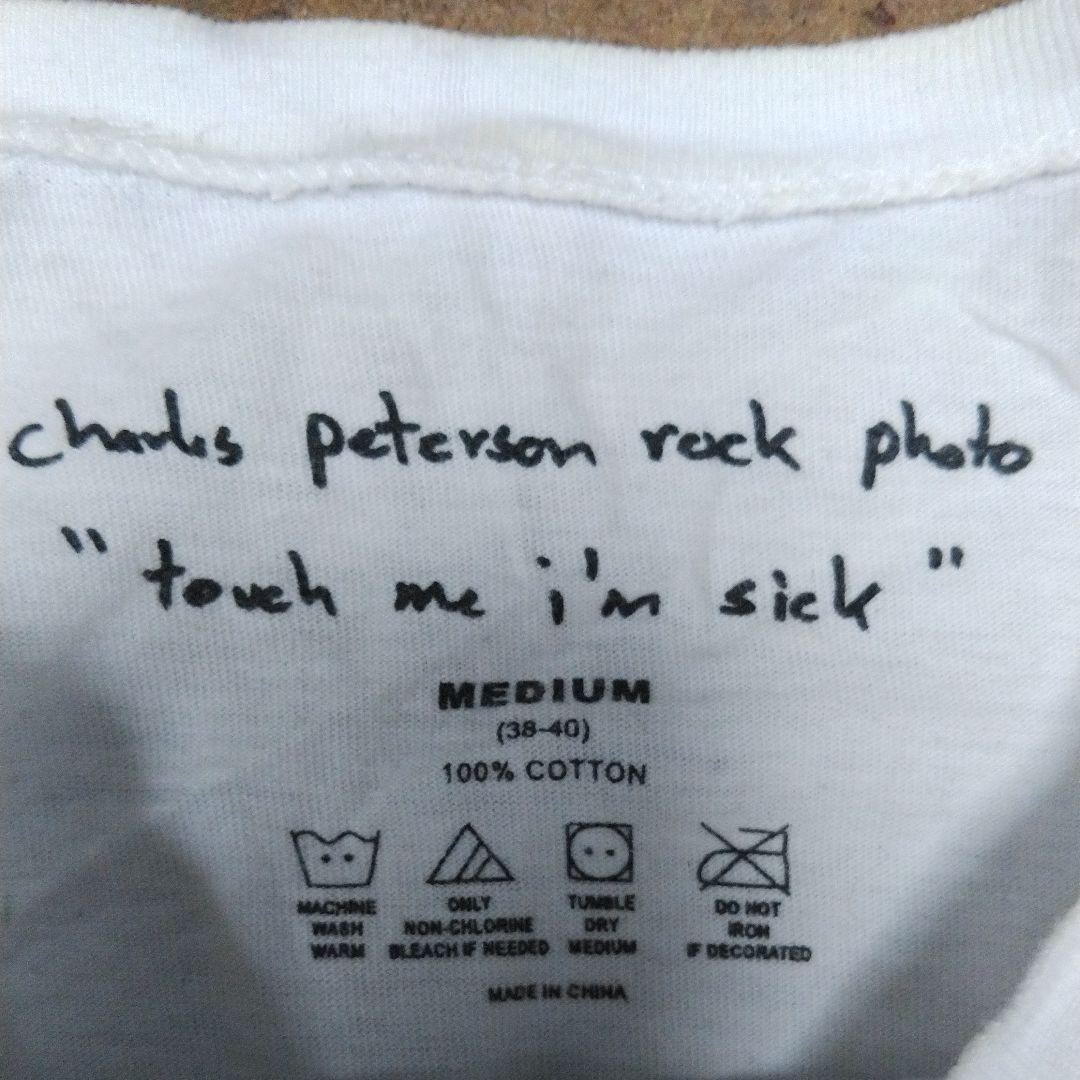 charles peterson rock photo
"touch me i'm sick"
MEDIUM
(38-40)
100% COTTON
MACHINE WASH WARM
ONLY NON-CHLORINE BLEACH IF NEEDED
TUMBLE DRY MEDIUM
DO NOT IRON IF DECORATED
MADE IN CHINA